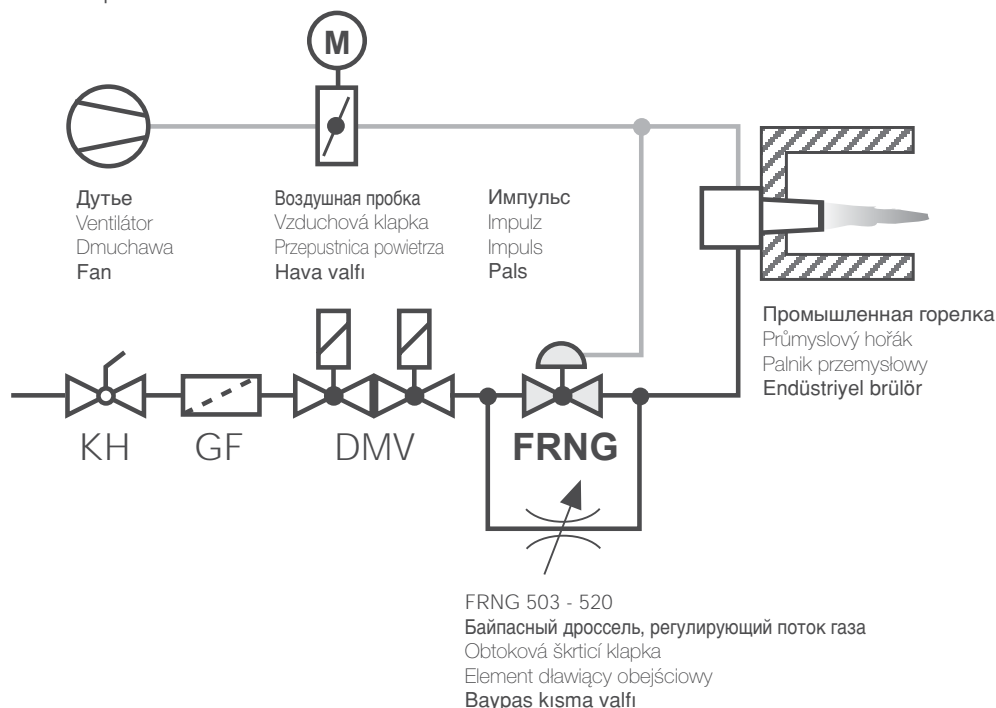 M
Дутье
Ventilátor
Dmuchawa
Fan
Воздушная пробка
Vzduchová klapka
Przepustnica powietrza
Hava valfı
Импульс
Impulz
Impuls
Pals
Промышленная горелка
Průmyslový hořák
Palnik przemysłowy
Endüstriyel brülör
KH
GF
DMV
FRNG
FRNG 503 - 520
Байпасный дроссель, регулирующий поток газа
Obtoková škrticí klapka
Element dławiący obejściowy
Baypas kısma valfı